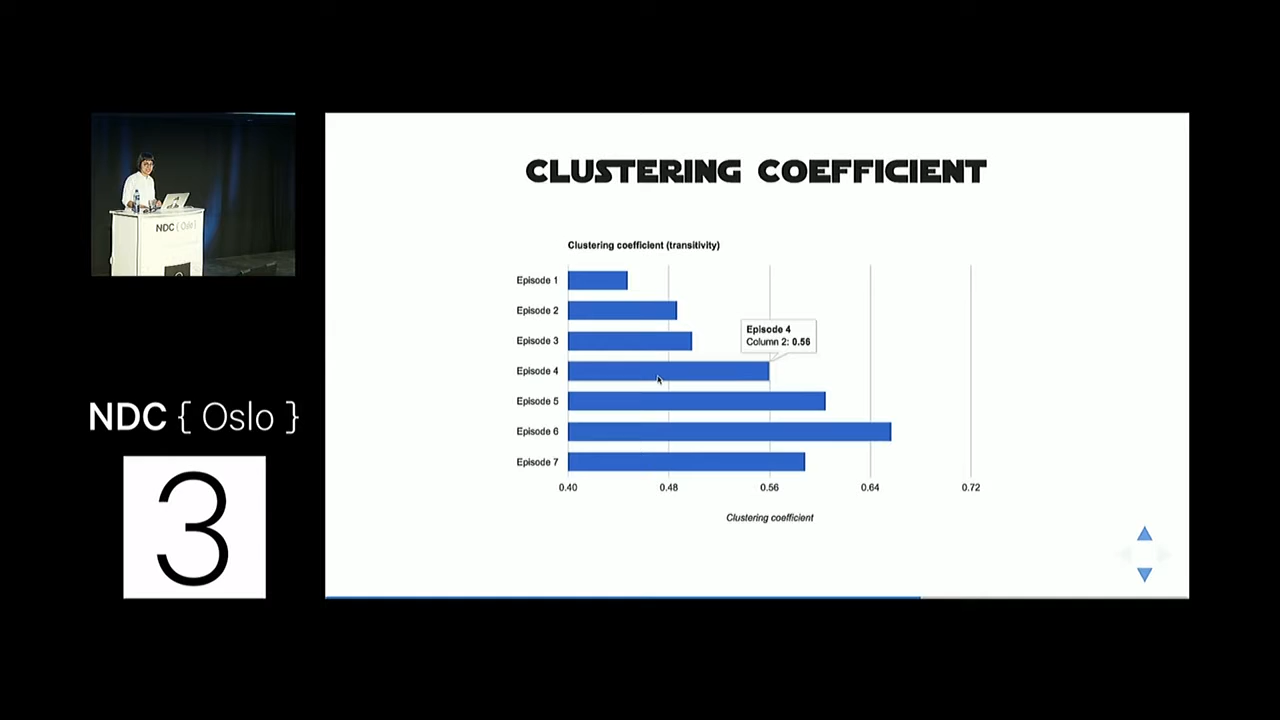 NDC { Oslo }
NDC { Oslo }
3
CLUSTERING COEFFICIENT
Clustering coefficient (transitivity)
Episode 1
Episode 2
Episode 3
Episode 4
Episode 5
Episode 6
Episode 7
Episode 4
Column 2: 0.56
0.40 0.48 0.56 0.64 0.72
Clustering coefficient